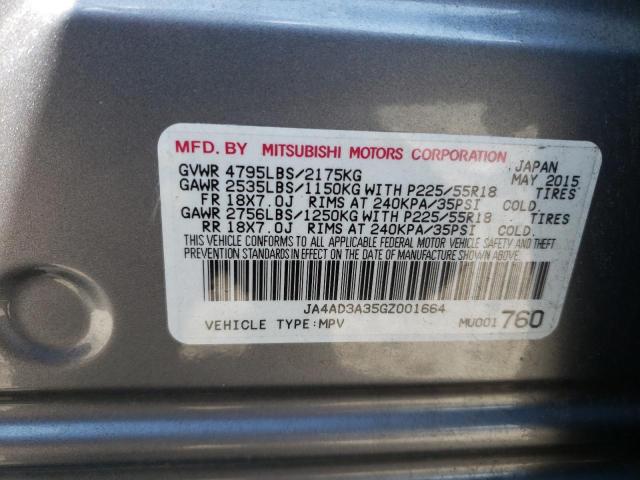 MFD. BY MITSUBISHI MOTORS CORPORATION JAPAN
GVWR 4795LBS/2175KG MAY 2015
GAWR 2535LBS/1150KG WITH P225/55R18 TIRES
FR 18X7.0J RIMS AT 240KPA/35PSI COLD.
GAWR 2756LBS/1250KG WITH P225/55R18 TIRES
RR 18X7.0J RIMS AT 240KPA/35PSI COLD.
THIS VEHICLE CONFORMS TO ALL APPLICABLE FEDERAL MOTOR VEHICLE SAFETY AND THEFT
PREVENTION STANDARDS IN EFFECT ON THE DATE OF MANUFACTURE SHOWN ABOVE.
JA4AD3A35GZ001664
VEHICLE TYPE:MPV MU001760